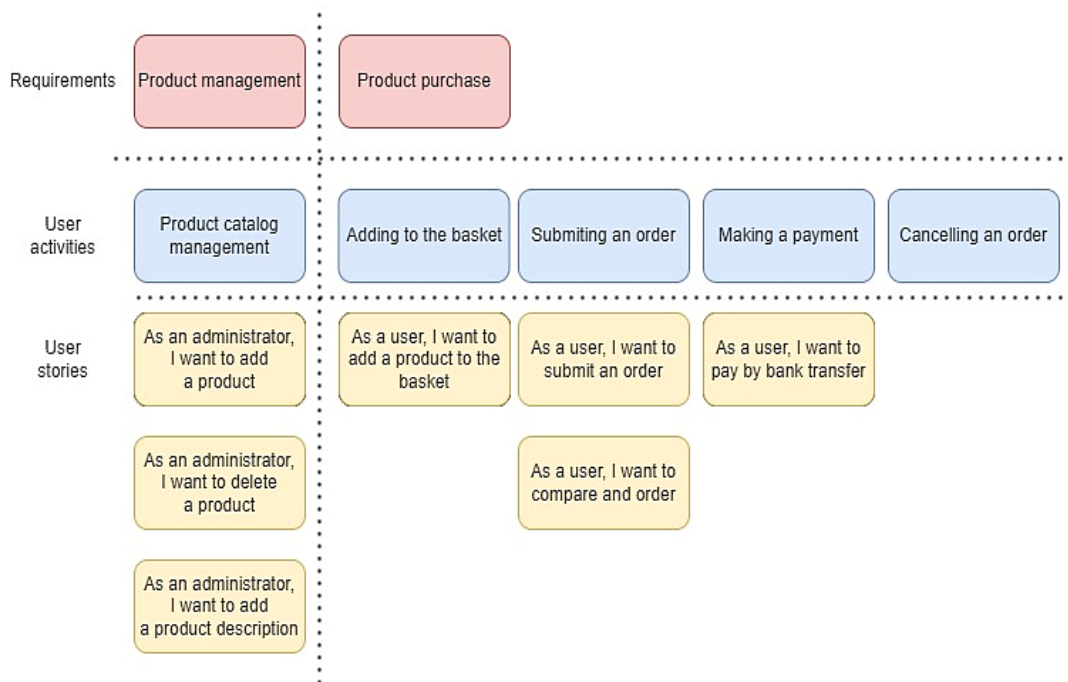 Requirements
Product management
Product purchase
User
activities
Product catalog
management
Adding to the basket
Submiting an order
Making a payment
Cancelling an order
User
stories
As an administrator,
I want to add
a product
As a user, I want to
add a product to the
basket
As a user, I want to
submit an order
As a user, I want to
pay by bank transfer
As an administrator,
I want to delete
a product
As a user, I want to
compare and order
As an administrator,
I want to add
a product description